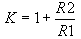 K = 1 + R2/R1